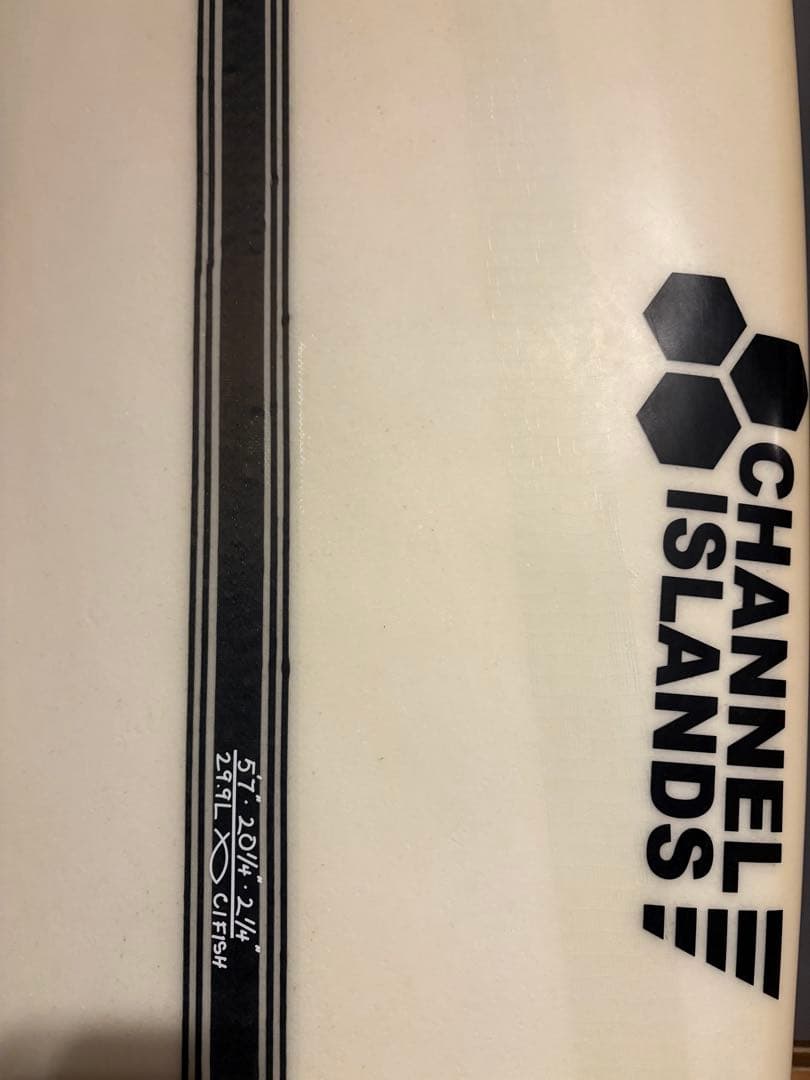 CHANNEL
ISLANDS
5'7" · 20 1/4" · 2 1/4"
29.9L CI FISH